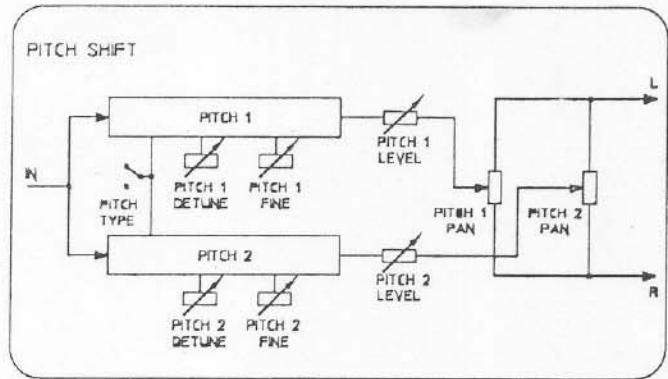 PITCH SHIFT
L
PITCH 1
PITCH 1
LEVEL
IN
PITCH
TYPE
PITCH 1
DETUNE
PITCH 1
FINE
PITCH 1
PAN
PITCH 2
PAN
PITCH 2
PITCH 2
LEVEL
R
PITCH 2
DETUNE
PITCH 2
FINE